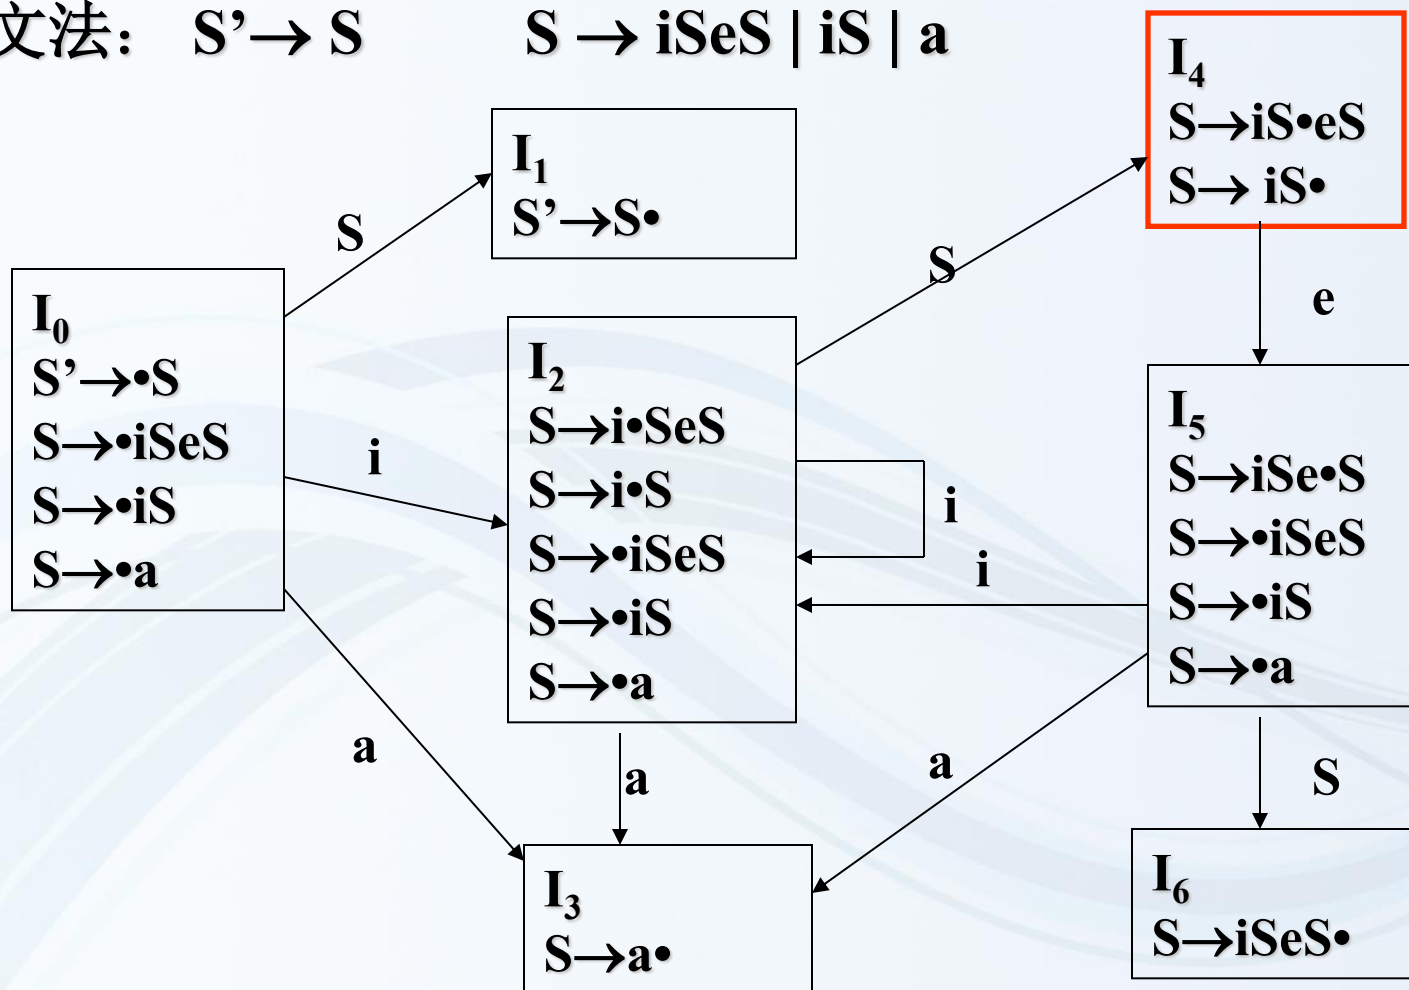 文法： S’→ S S → iSeS | iS | a
I₄
S→iS•eS
S→ iS•
I₁
S’→S•
S
S
e
I₀
S’→•S
S→•iSeS
S→•iS
S→•a
i
I₂
S→i•SeS
S→i•S
S→•iSeS
S→•iS
S→•a
i
i
I₅
S→iSe•S
S→•iSeS
S→•iS
S→•a
a
a
a
S
I₃
S→a•
I₆
S→iSeS•